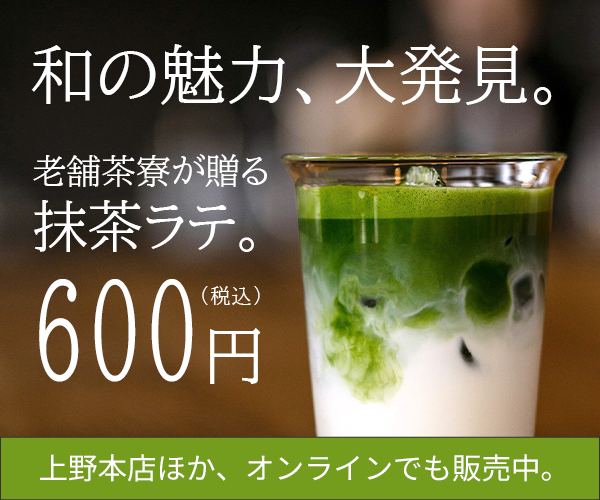 和の魅力、大発見。
老舗茶寮が贈る
抹茶ラテ。
600円（税込）
上野本店ほか、オンラインでも販売中。